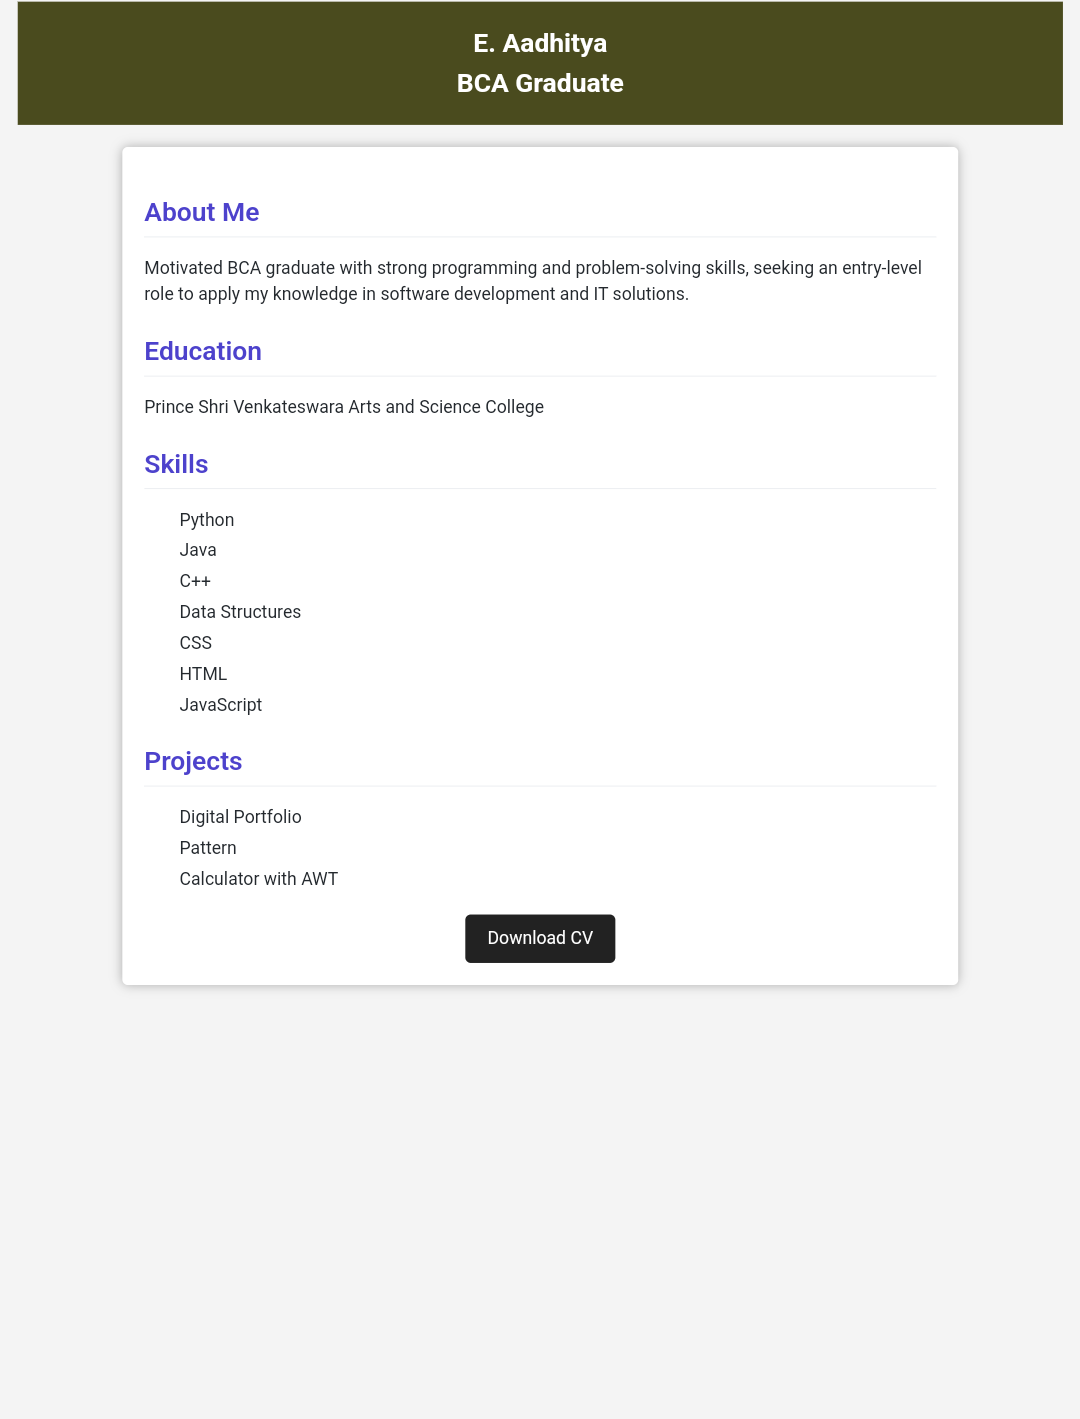 E. Aadhitya
BCA Graduate
About Me
Motivated BCA graduate with strong programming and problem-solving skills, seeking an entry-level
role to apply my knowledge in software development and IT solutions.
Education
Prince Shri Venkateswara Arts and Science College
Skills
Python
Java
C++
Data Structures
CSS
HTML
JavaScript
Projects
Digital Portfolio
Pattern
Calculator with AWT
Download CV